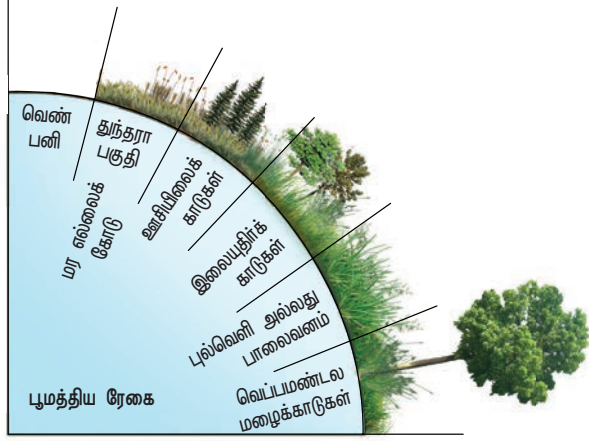 வெண்
பனி
துந்தரா
பகுதி
மர எல்லைக்
கோடு
ஊசியிலைக்
காடுகள்
இலையுதிர்க்
காடுகள்
புல்வெளி அல்லது
பாலைவனம்
வெப்பமண்டல
மழைக்காடுகள்
பூமத்திய ரேகை